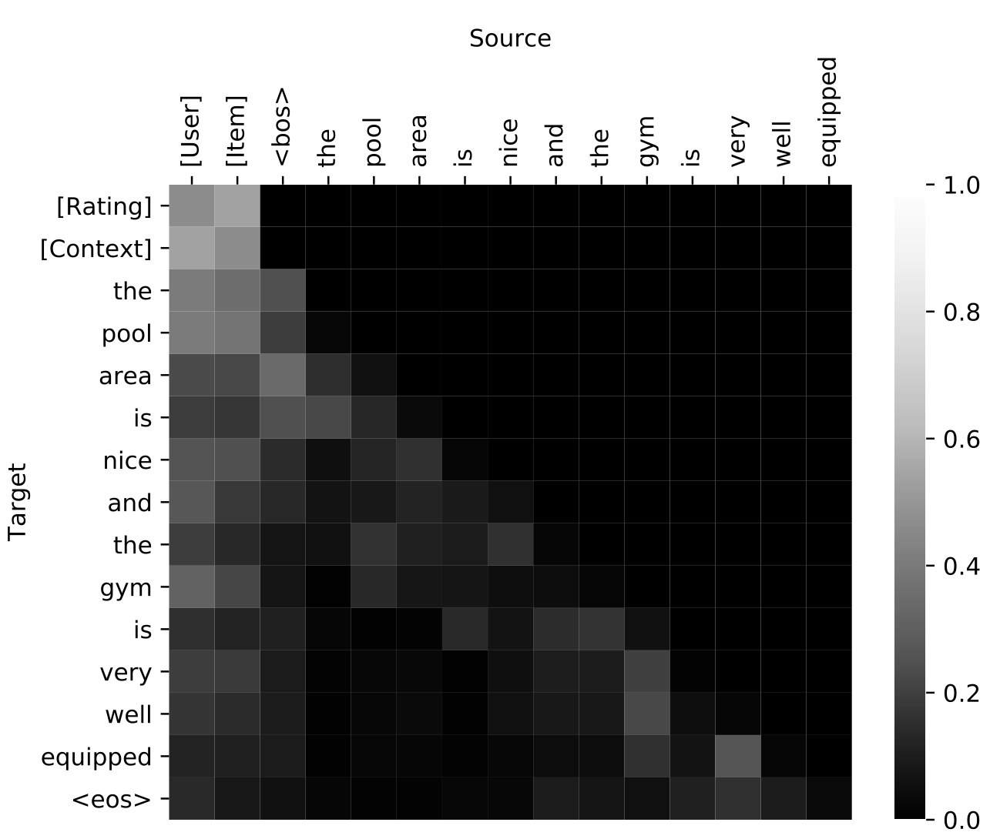 Source
[User] [Item] <bos> the pool area is nice and the gym is very well equipped
Target
[Rating]
[Context]
the
pool
area
is
nice
and
the
gym
is
very
well
equipped
<eos>
1.0
0.8
0.6
0.4
0.2
0.0